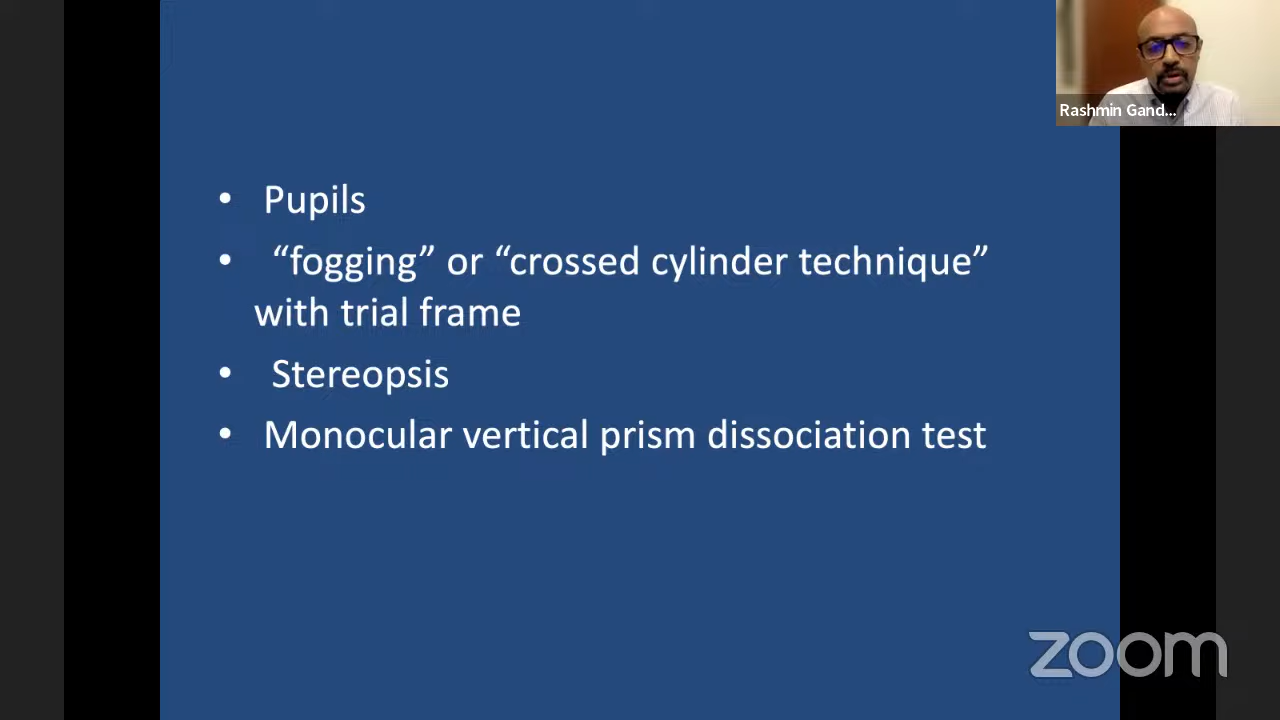 Rashmin Gand...
• Pupils
• “fogging” or “crossed cylinder technique”
with trial frame
• Stereopsis
• Monocular vertical prism dissociation test
zoom